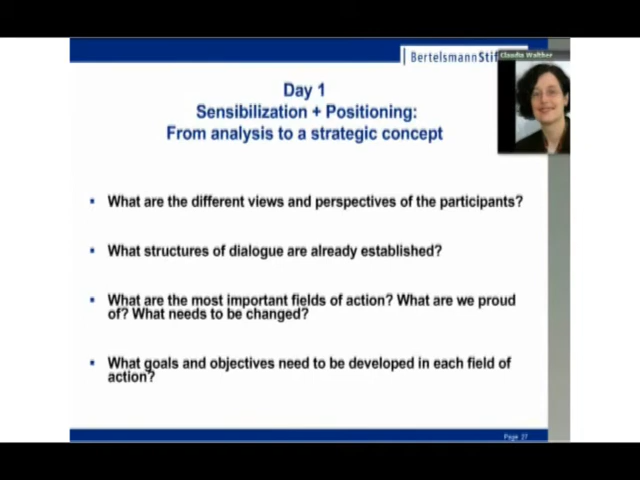 BertelsmannSti
Claudia Walther
Day 1
Sensibilization + Positioning:
From analysis to a strategic concept
• What are the different views and perspectives of the participants?
• What structures of dialogue are already established?
• What are the most important fields of action? What are we proud
of? What needs to be changed?
• What goals and objectives need to be developed in each field of
action?
Page 27